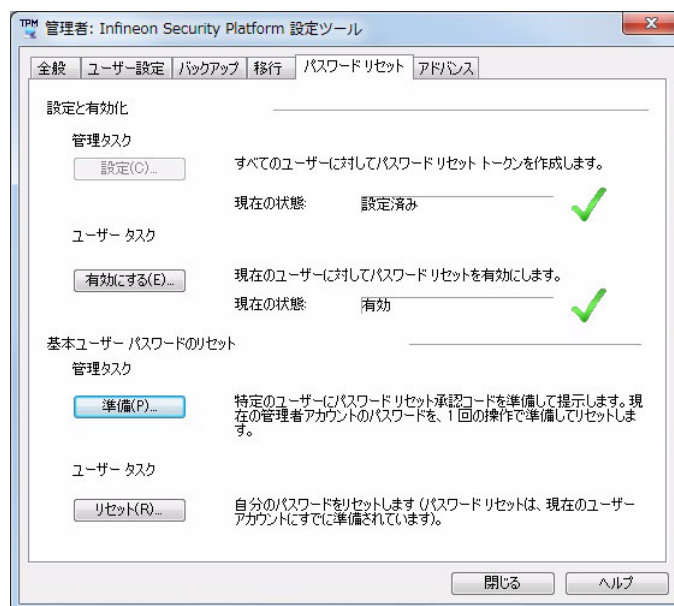 TPM 管理者: Infineon Security Platform 設定ツール
全般 ユーザー設定 バックアップ 移行 パスワード リセット アドバンス
設定と有効化
管理タスク
設定(C)... すべてのユーザーに対してパスワード リセット トークンを作成します。
現在の状態: 設定済み
ユーザー タスク
有効にする(E)... 現在のユーザーに対してパスワード リセットを有効にします。
現在の状態: 有効
基本ユーザー パスワードのリセット
管理タスク
準備(P)... 特定のユーザーにパスワード リセット承認コードを準備して提示します。現
在の管理者アカウントのパスワードを、1 回の操作で準備してリセットしま
す。
ユーザー タスク
リセット(R)... 自分のパスワードをリセットします (パスワード リセットは、現在のユーザー
アカウントにすでに準備されています)。
閉じる ヘルプ